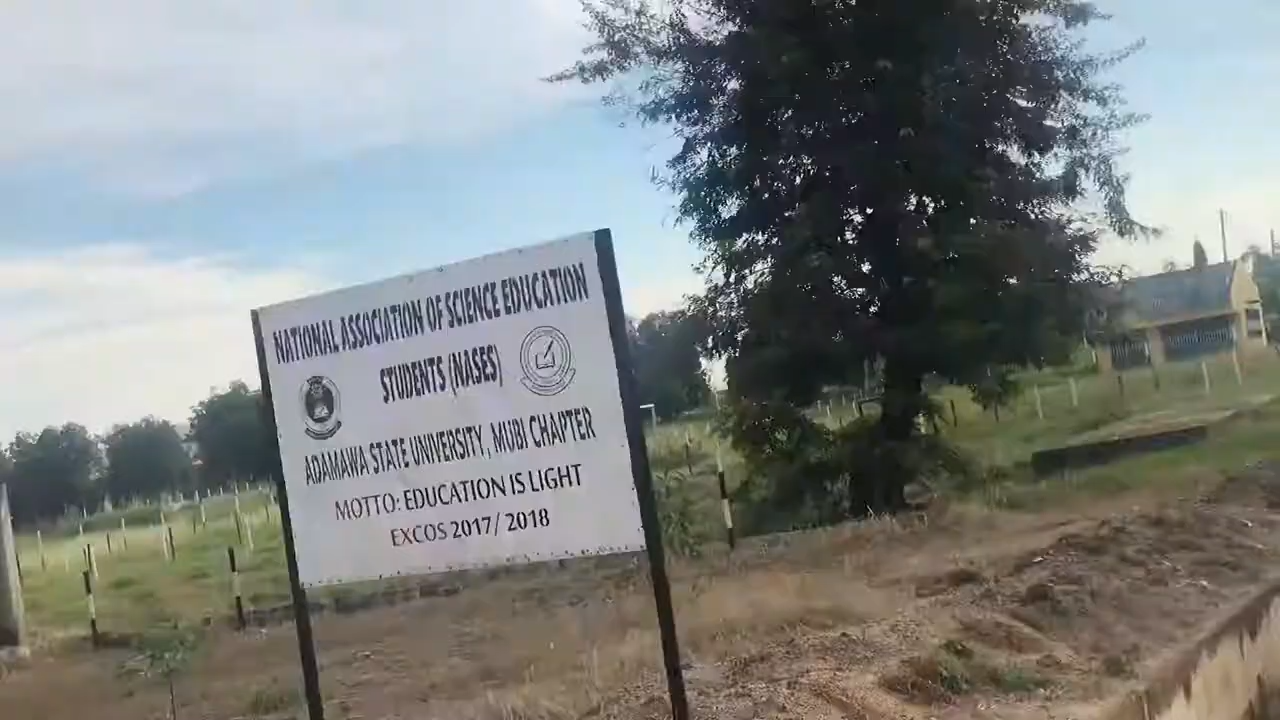 NATIONAL ASSOCIATION OF SCIENCE EDUCATION
STUDENTS (NASES)
ADAMAWA STATE UNIVERSITY, MUBI CHAPTER
MOTTO: EDUCATION IS LIGHT
EXCOS 2017/2018